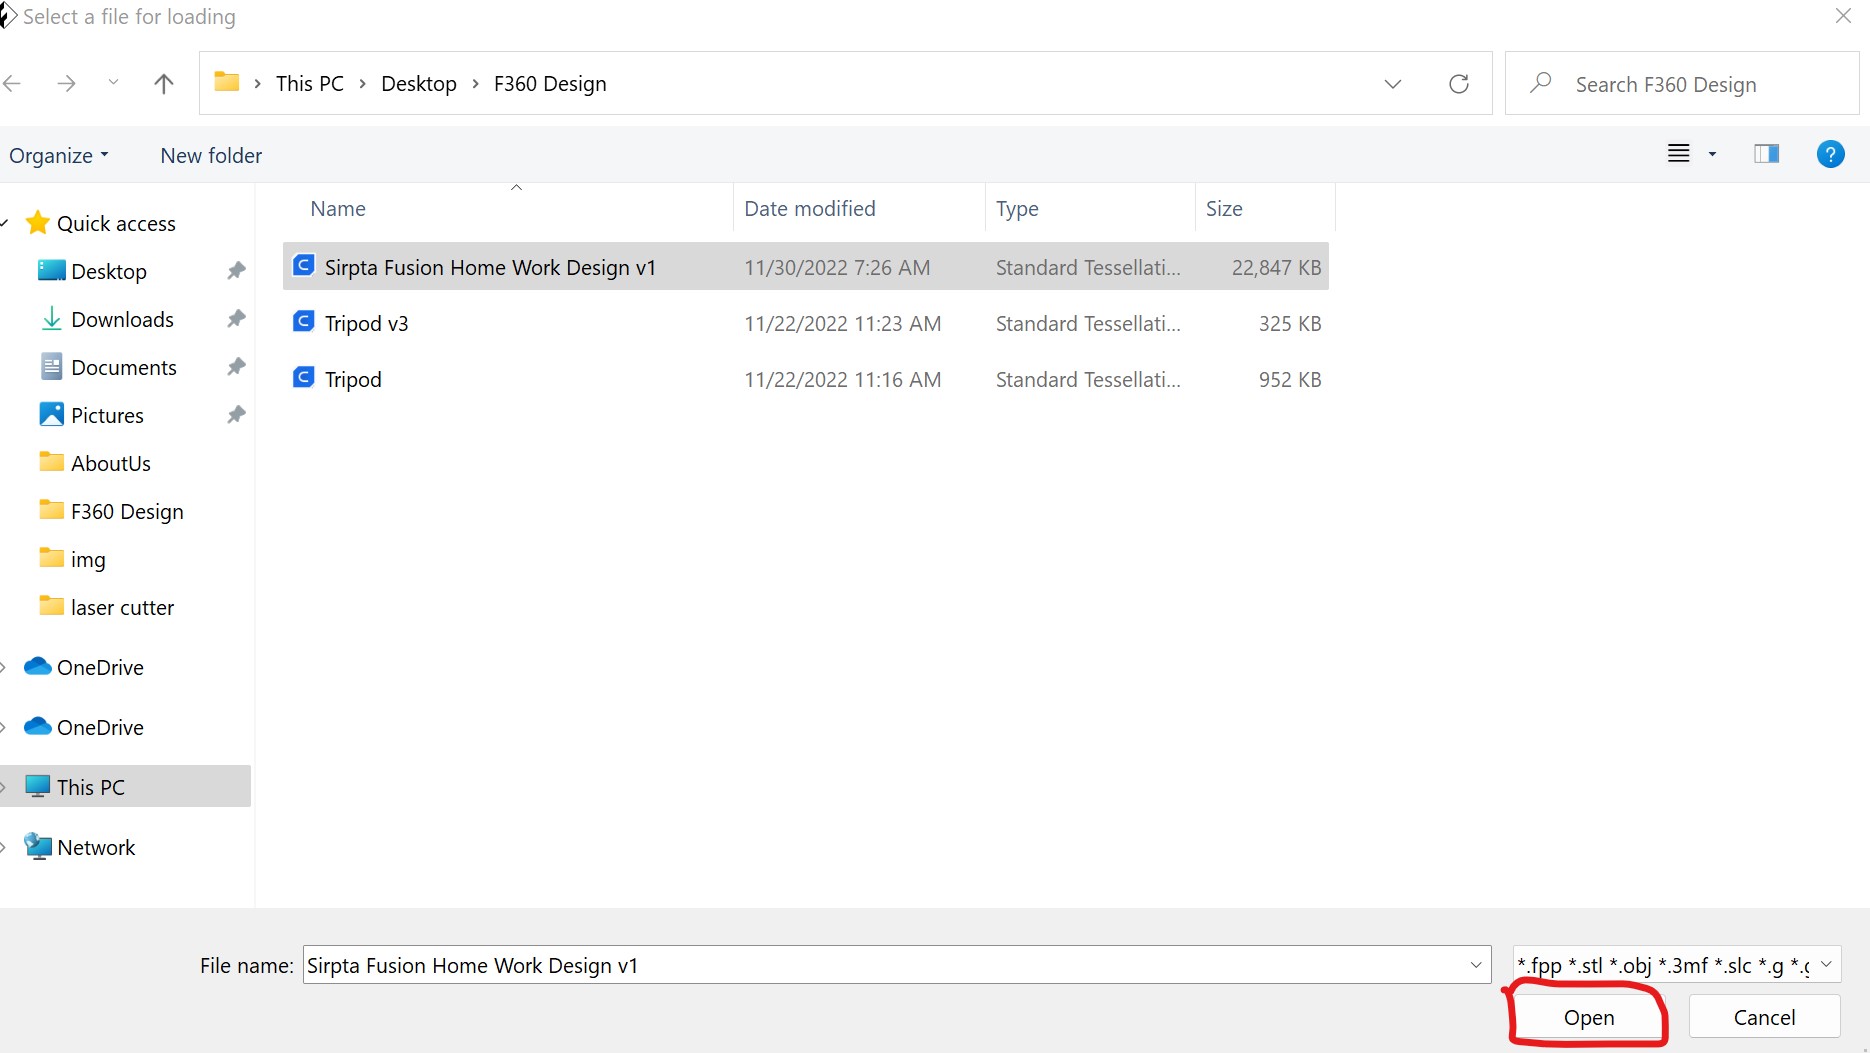 Select a file for loading
This PC > Desktop > F360 Design
Search F360 Design
Organize New folder
?
Name Date modified Type Size
Quick access
Desktop
Downloads
Documents
Pictures
AboutUs
F360 Design
img
laser cutter
OneDrive
OneDrive
This PC
Network
Sirpta Fusion Home Work Design v1 11/30/2022 7:26 AM Standard Tessellati... 22,847 KB
Tripod v3 11/22/2022 11:23 AM Standard Tessellati... 325 KB
Tripod 11/22/2022 11:16 AM Standard Tessellati... 952 KB
File name: Sirpta Fusion Home Work Design v1 *.fpp *.stl *.obj *.3mf *.slc *.g
Open Cancel